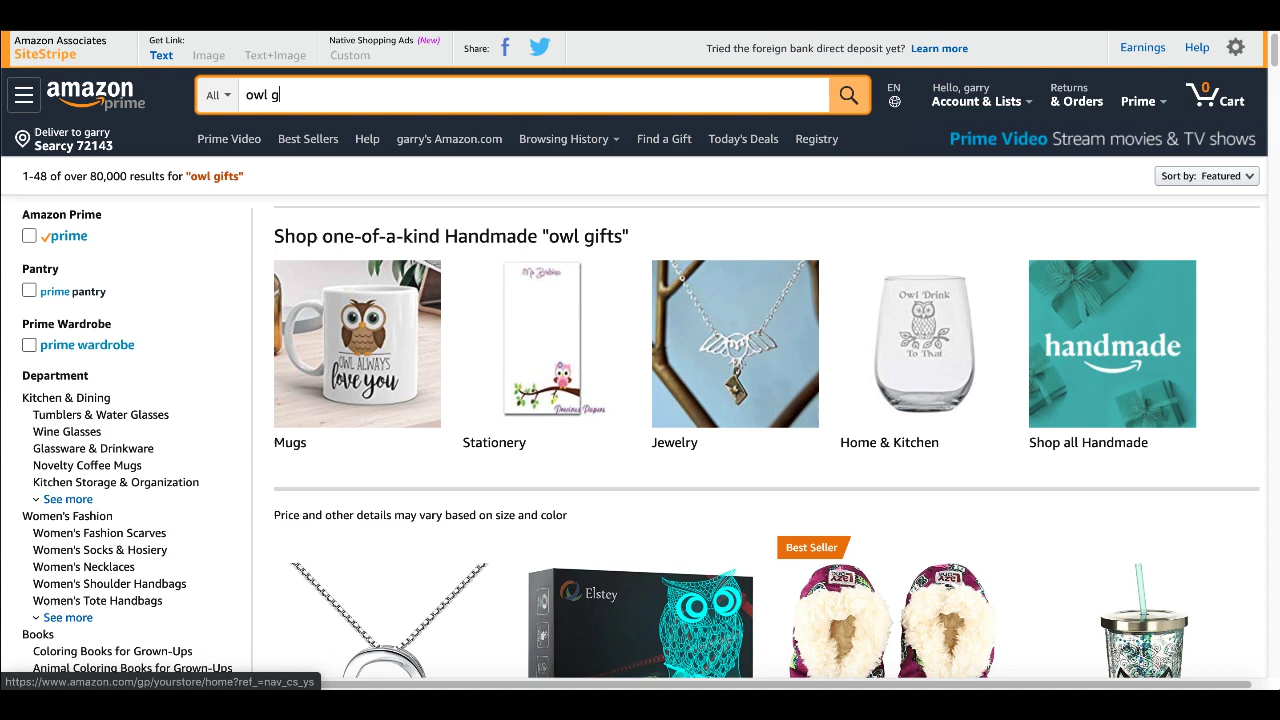 Amazon Associates
SiteStripe
Get Link:
Text Image Text+Image
Native Shopping Ads (New)
Custom
Share:
Tried the foreign bank direct deposit yet? Learn more
Earnings Help
amazon
prime
All
owl g
EN
Hello, garry
Account & Lists
Returns
& Orders
Prime
0
Cart
Deliver to garry
Searcy 72143
Prime Video Best Sellers Help garry's Amazon.com Browsing History Find a Gift Today's Deals Registry
Prime Video Stream movies & TV shows
1-48 of over 80,000 results for "owl gifts"
Sort by: Featured
Amazon Prime
prime
Pantry
prime pantry
Prime Wardrobe
prime wardrobe
Department
Kitchen & Dining
Tumblers & Water Glasses
Wine Glasses
Glassware & Drinkware
Novelty Coffee Mugs
Kitchen Storage & Organization
See more
Women's Fashion
Women's Fashion Scarves
Women's Socks & Hosiery
Women's Necklaces
Women's Shoulder Handbags
Women's Tote Handbags
See more
Books
Coloring Books for Grown-Ups
Animal Coloring Books for Grown-Ups
Shop one-of-a-kind Handmade "owl gifts"
OWL ALWAYS
love you
Precious Papers
Owl Drink
To That
handmade
Mugs
Stationery
Jewelry
Home & Kitchen
Shop all Handmade
Price and other details may vary based on size and color
Elstey
Best Seller
https://www.amazon.com/gp/yourstore/home?ref_=nav_cs_ys